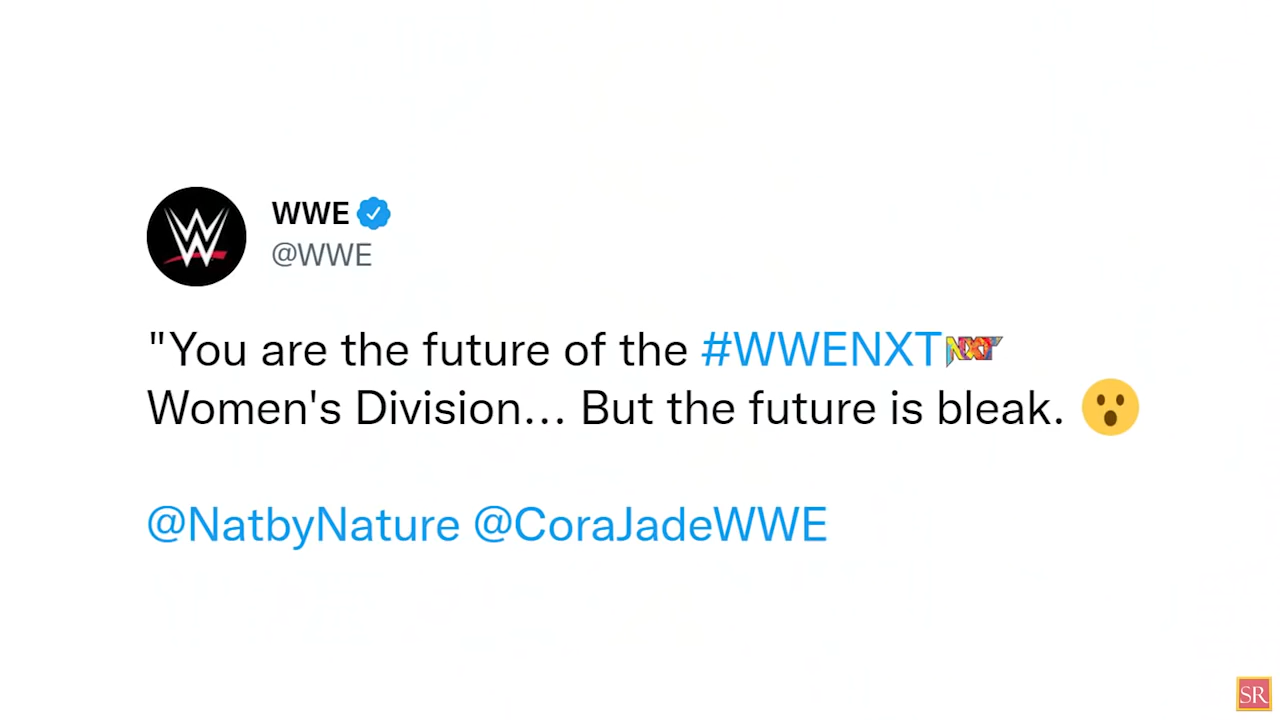 WWE
@WWE
"You are the future of the #WWENXT NXT
Women's Division... But the future is bleak. 😮
@NatbyNature @CoraJadeWWE
SR